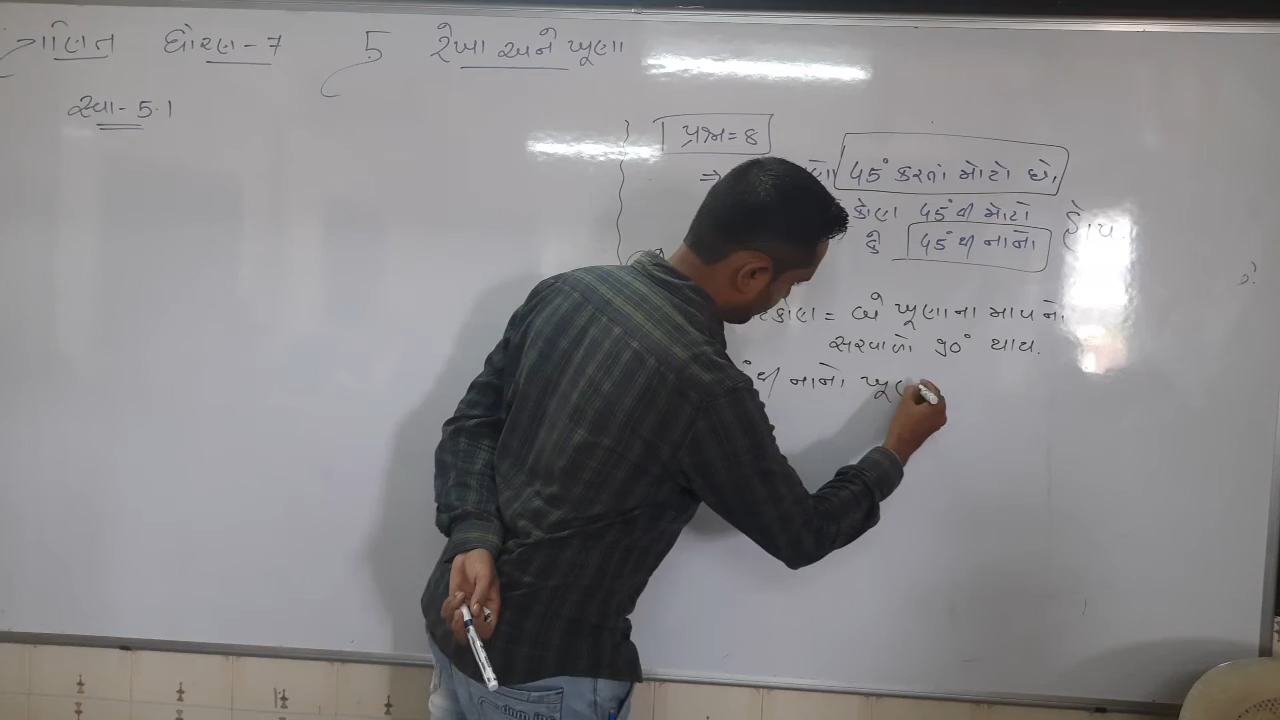 ગણિત ધોરણ - 7 5 રેખા અને ખૂણા
સ્વા - 5.1
પ્રશ્ન = 8
⇒ 45° કરતાં મોટો છે.
કોણ 45° થી મોટો
કે 45° થી નાનો હોય.
ટિકોણ = બે ખૂણાના માપનો
સરવાળો 90° થાય.
થી નાનો ખૂણ